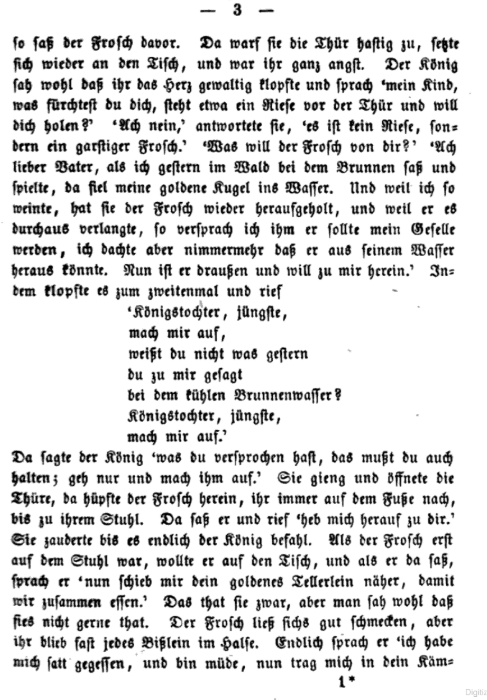 — 3 —
so saß der Frosch davor. Da warf sie die Thür hastig zu, setzte
sich wieder an den Tisch, und war ihr ganz angst. Der König
sah wohl daß ihr das Herz gewaltig klopfte und sprach ‘mein Kind,
was fürchtest du dich, steht etwa ein Riese vor der Thür und will
dich holen?’ ‘Ach nein,’ antwortete sie, ‘es ist kein Riese, son-
dern ein garstiger Frosch.’ ‘Was will der Frosch von dir?’ ‘Ach
lieber Vater, als ich gestern im Wald bei dem Brunnen saß und
spielte, da fiel meine goldene Kugel ins Wasser. Und weil ich so
weinte, hat sie der Frosch wieder heraufgeholt, und weil er es
durchaus verlangte, so versprach ich ihm er sollte mein Geselle
werden, ich dachte aber nimmermehr daß er aus seinem Wasser
heraus könnte. Nun ist er draußen und will zu mir herein.’ In-
dem klopfte es zum zweitenmal und rief
‘Königstochter, jüngste,
mach mir auf,
weißt du nicht was gestern
du zu mir gesagt
bei dem kühlen Brunnenwasser?
Königstochter, jüngste,
mach mir auf.’
Da sagte der König ‘was du versprochen hast, das mußt du auch
halten; geh nur und mach ihm auf.’ Sie gieng und öffnete die
Thüre, da hüpfte der Frosch herein, ihr immer auf dem Fuße nach,
bis zu ihrem Stuhl. Da saß er und rief ‘heb mich herauf zu dir.’
Sie zauderte bis es endlich der König befahl. Als der Frosch erst
auf dem Stuhl war, wollte er auf den Tisch, und als er da saß,
sprach er ‘nun schieb mir dein goldenes Tellerlein näher, damit
wir zusammen essen.’ Das that sie zwar, aber man sah wohl daß
sies nicht gerne that. Der Frosch ließ sichs gut schmecken, aber
ihr blieb fast jedes Bißlein im Halse. Endlich sprach er ‘ich habe
mich satt gegessen, und bin müde, nun trag mich in dein Käm-
1*
Digitiz